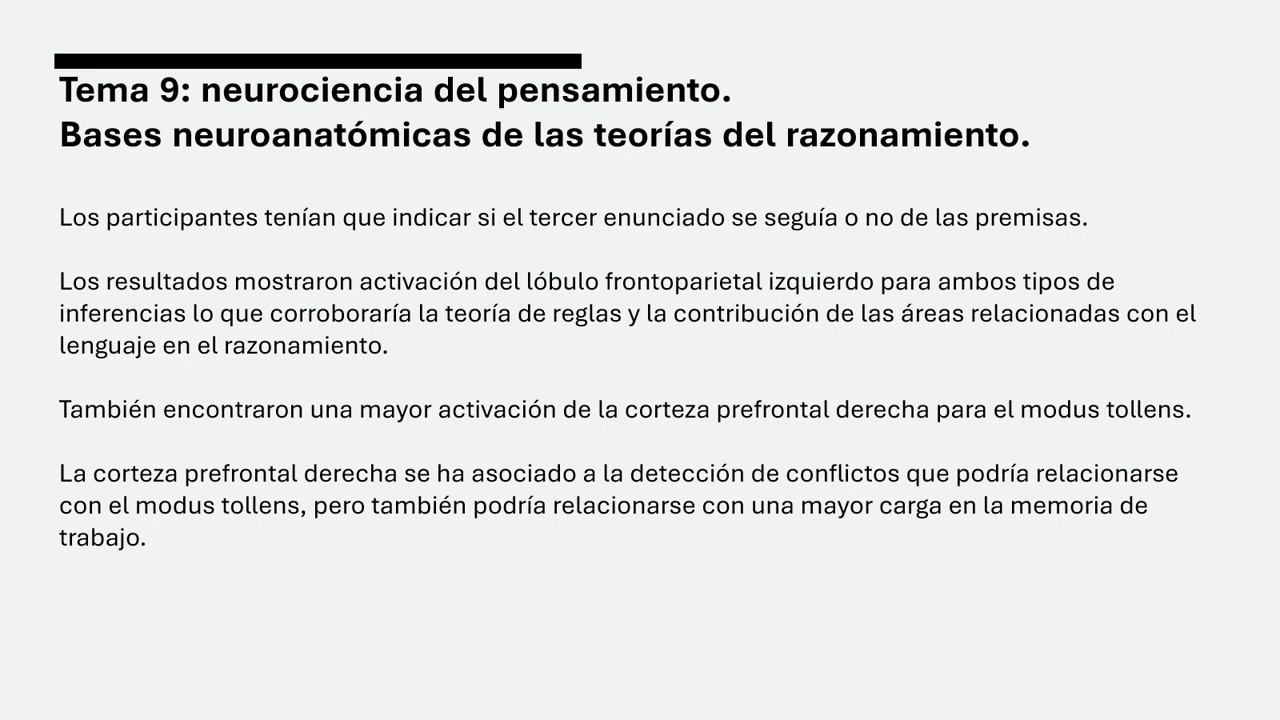 Tema 9: neurociencia del pensamiento.
Bases neuroanatómicas de las teorías del razonamiento.
Los participantes tenían que indicar si el tercer enunciado se seguía o no de las premisas.
Los resultados mostraron activación del lóbulo frontoparietal izquierdo para ambos tipos de
inferencias lo que corroboraría la teoría de reglas y la contribución de las áreas relacionadas con el
lenguaje en el razonamiento.
También encontraron una mayor activación de la corteza prefrontal derecha para el modus tollens.
La corteza prefrontal derecha se ha asociado a la detección de conflictos que podría relacionarse
con el modus tollens, pero también podría relacionarse con una mayor carga en la memoria de
trabajo.